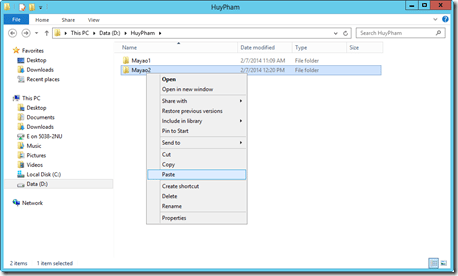 HuyPham
File Home Share View
This PC Data (D:) HuyPham Search HuyPham
Name Date modified Type Size
Favorites
Desktop
Downloads
Recent places
This PC
Desktop
Documents
Downloads
E on 5038-2NU
Music
Pictures
Videos
Local Disk (C:)
Data (D:)
Network
Mayao1 2/7/2014 11:09 AM File folder
Mayao2 2/7/2014 12:20 PM File folder
Open
Open in new window
Share with
Restore previous versions
Include in library
Pin to Start
Send to
Cut
Copy
Paste
Create shortcut
Delete
Rename
Properties
2 items 1 item selected